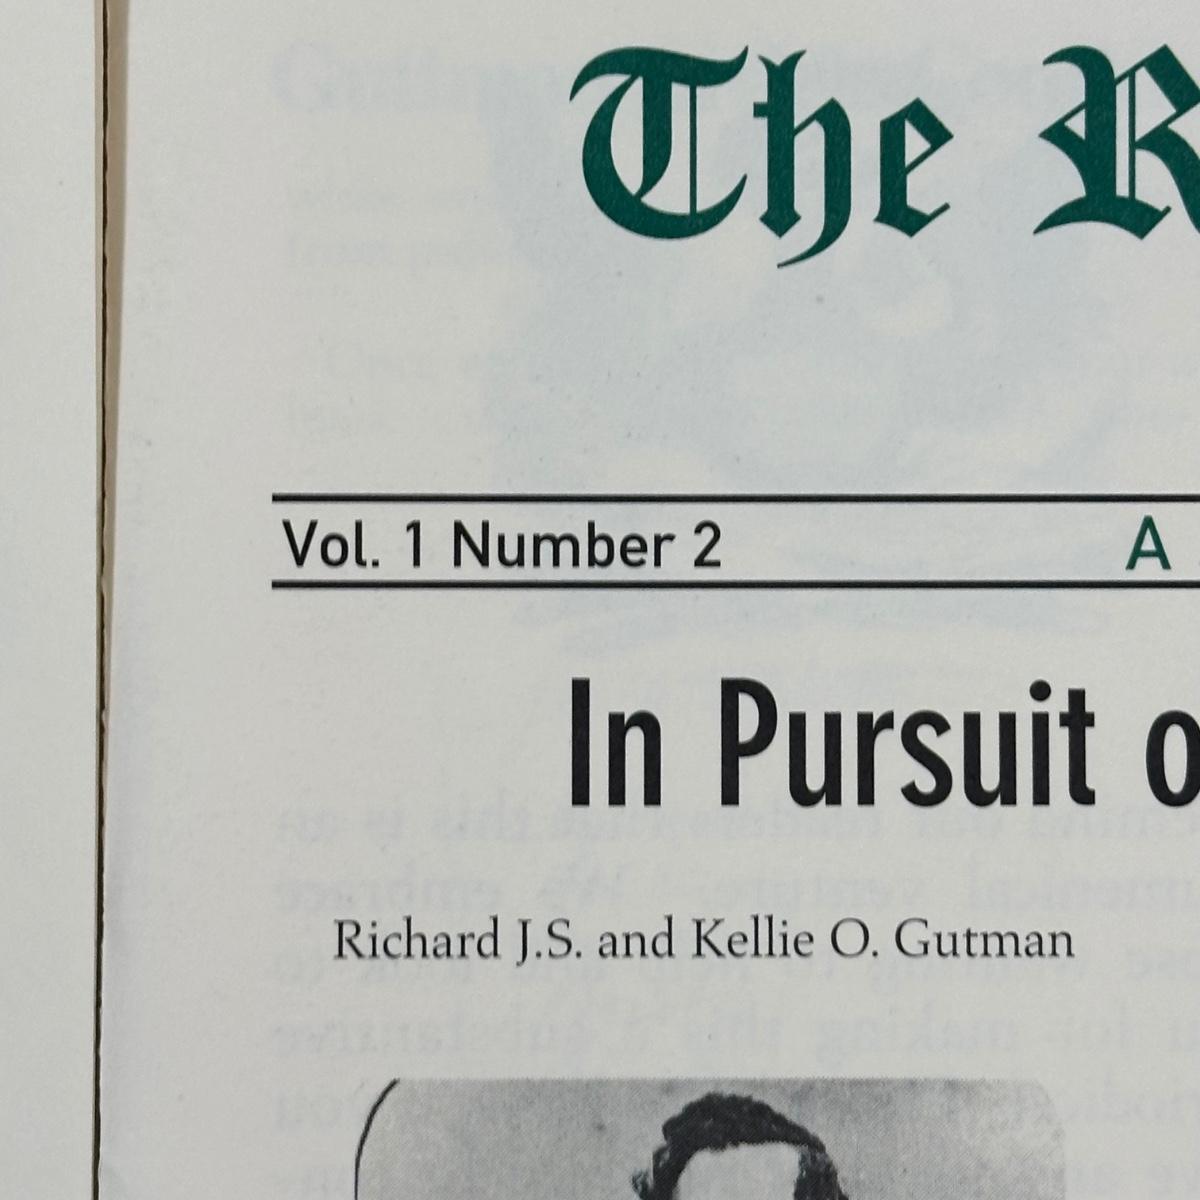 The R
Vol. 1 Number 2 A
In Pursuit o
Richard J.S. and Kellie O. Gutman